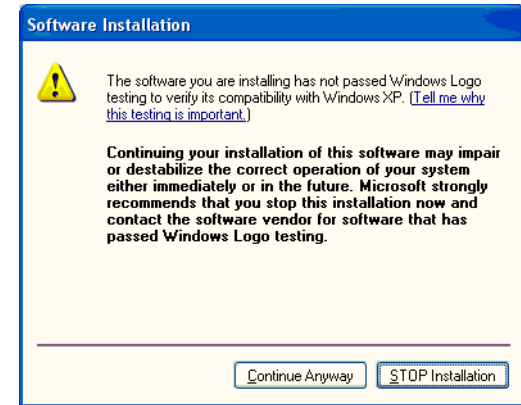 Software Installation
The software you are installing has not passed Windows Logo
testing to verify its compatibility with Windows XP. (Tell me why
this testing is important.)
Continuing your installation of this software may impair
or destabilize the correct operation of your system
either immediately or in the future. Microsoft strongly
recommends that you stop this installation now and
contact the software vendor for software that has
passed Windows Logo testing.
Continue Anyway
STOP Installation